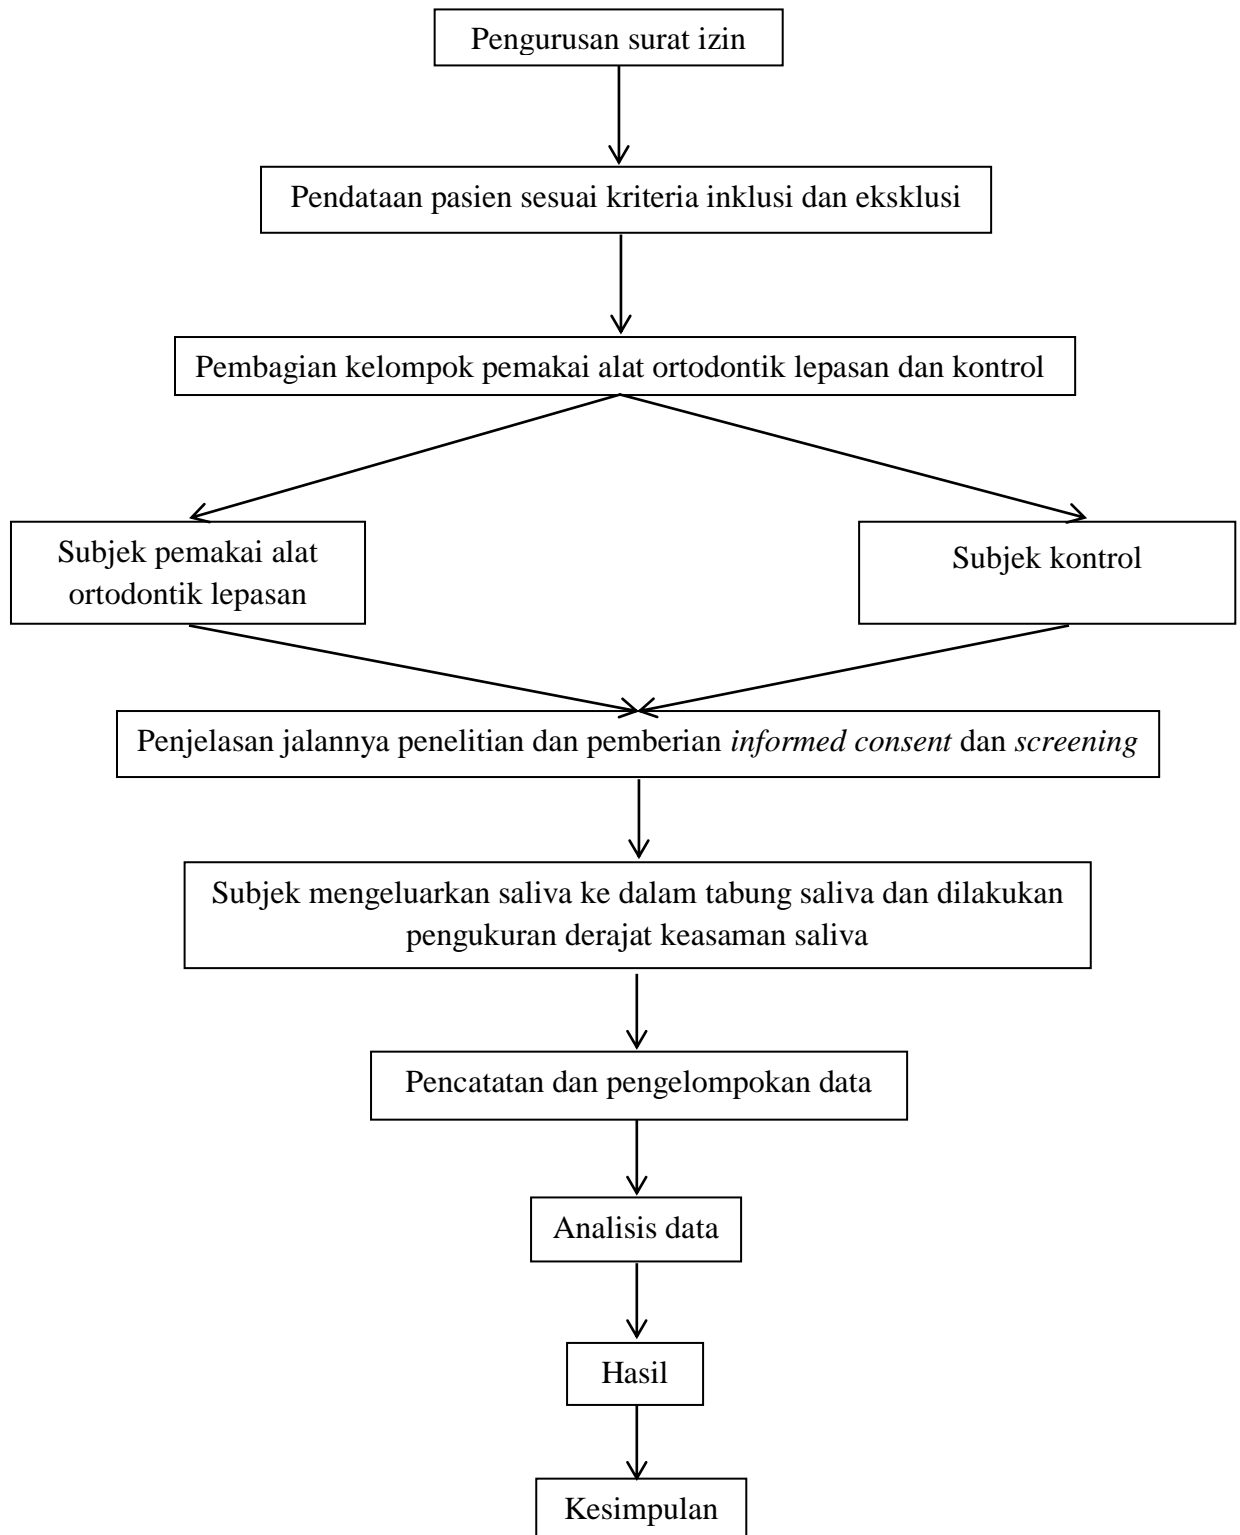 Pengurusan surat izin
Pendataan pasien sesuai kriteria inklusi dan eksklusi
Pembagian kelompok pemakai alat ortodontik lepasan dan kontrol
Subjek pemakai alat
ortodontik lepasan
Subjek kontrol
Penjelasan jalannya penelitian dan pemberian informed consent dan screening
Subjek mengeluarkan saliva ke dalam tabung saliva dan dilakukan
pengukuran derajat keasaman saliva
Pencatatan dan pengelompokan data
Analisis data
Hasil
Kesimpulan